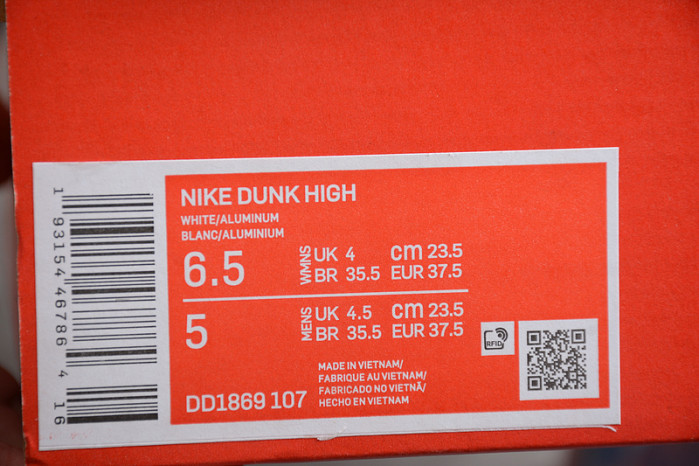 NIKE DUNK HIGH
WHITE/ALUMINUM
BLANC/ALUMINIUM
6.5 WMNS UK 4 cm 23.5
BR 35.5 EUR 37.5
5 MENS UK 4.5 cm 23.5
BR 35.5 EUR 37.5
RFID
MADE IN VIETNAM/
FABRIQUE AU VIETNAM/
FABRICADO NO VIETNÃ/
HECHO EN VIETNAM
DD1869 107
1 93154 46786 4 16